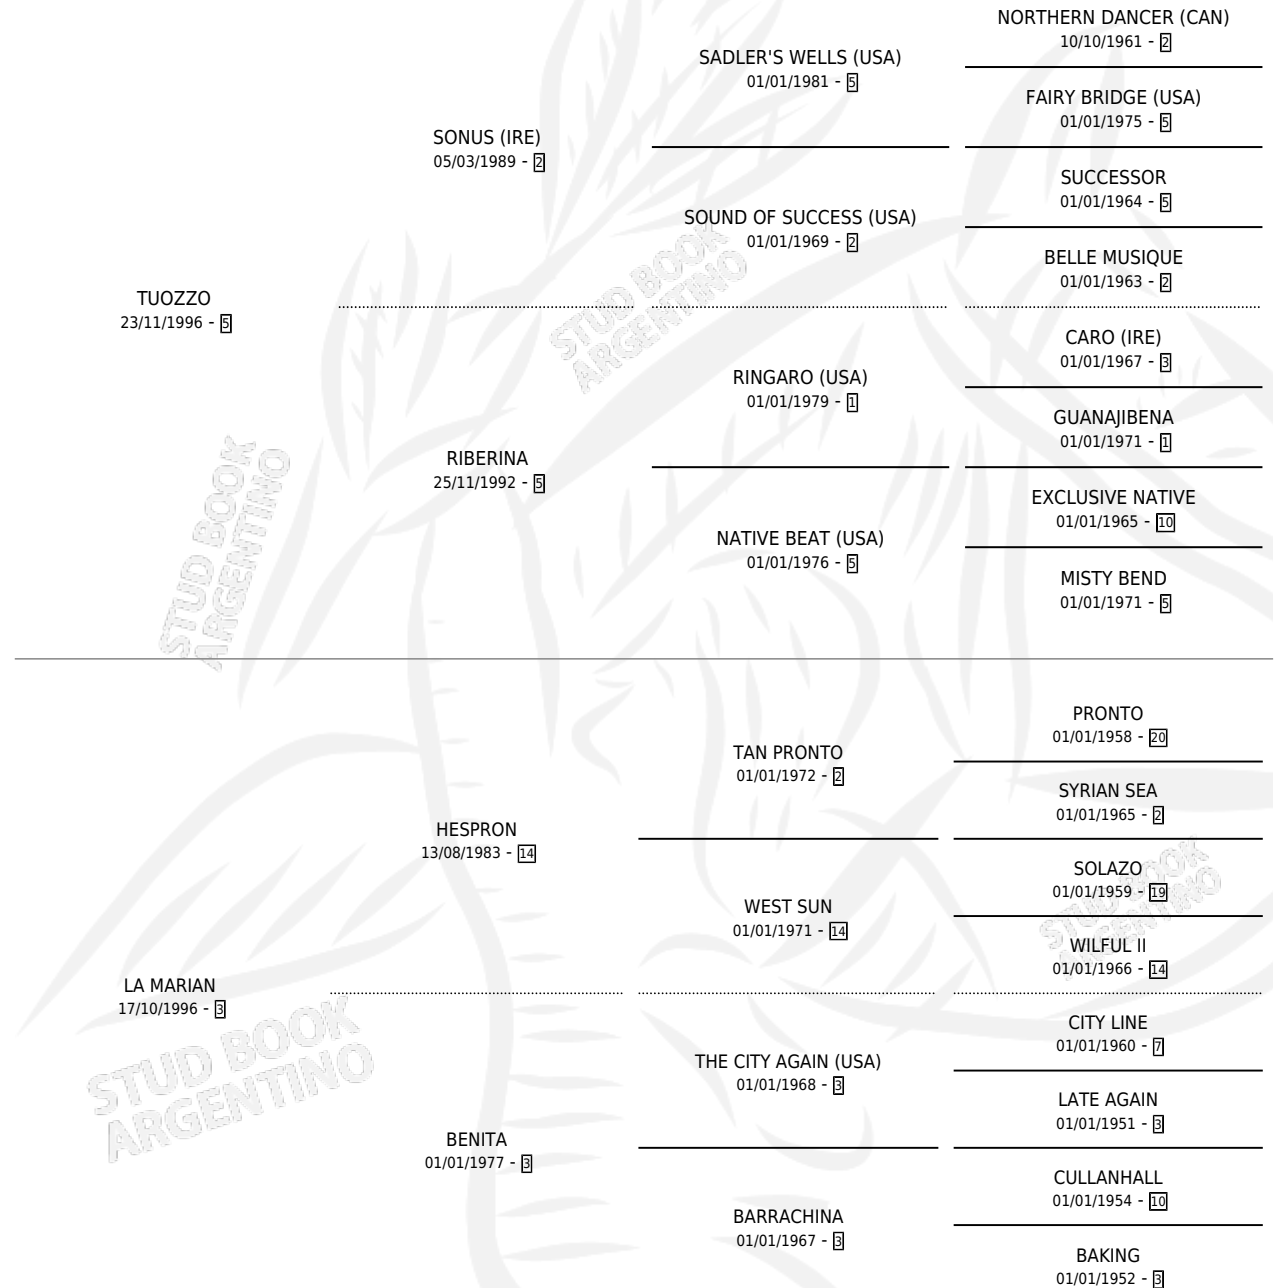 NORTHERN DANCER (CAN)
10/10/1961 - 2
SADLER'S WELLS (USA)
01/01/1981 - 5
FAIRY BRIDGE (USA)
01/01/1975 - 5
SONUS (IRE)
05/03/1989 - 2
SUCCESSOR
01/01/1964 - 5
SOUND OF SUCCESS (USA)
01/01/1969 - 2
BELLE MUSIQUE
01/01/1963 - 2
STUD BOOK
ARGENTINO
TUOZZO
23/11/1996 - 5
CARO (IRE)
01/01/1967 - 3
RINGARO (USA)
01/01/1979 - 1
GUANAJIBENA
01/01/1971 - 1
RIBERINA
25/11/1992 - 5
EXCLUSIVE NATIVE
01/01/1965 - 10
NATIVE BEAT (USA)
01/01/1976 - 5
MISTY BEND
01/01/1971 - 5
STUD BOOK
ARGENTINO
PRONTO
01/01/1958 - 20
TAN PRONTO
01/01/1972 - 2
SYRIAN SEA
01/01/1965 - 2
HESPRON
13/08/1983 - 14
SOLAZO
01/01/1959 - 19
WEST SUN
01/01/1971 - 14
WILFUL II
01/01/1966 - 14
STUD BOOK
ARGENTINO
LA MARIAN
17/10/1996 - 3
CITY LINE
01/01/1960 - 7
THE CITY AGAIN (USA)
01/01/1968 - 3
LATE AGAIN
01/01/1951 - 3
STUD BOOK
ARGENTINO
BENITA
01/01/1977 - 3
CULLANHALL
01/01/1954 - 10
BARRACHINA
01/01/1967 - 3
BAKING
01/01/1952 - 3